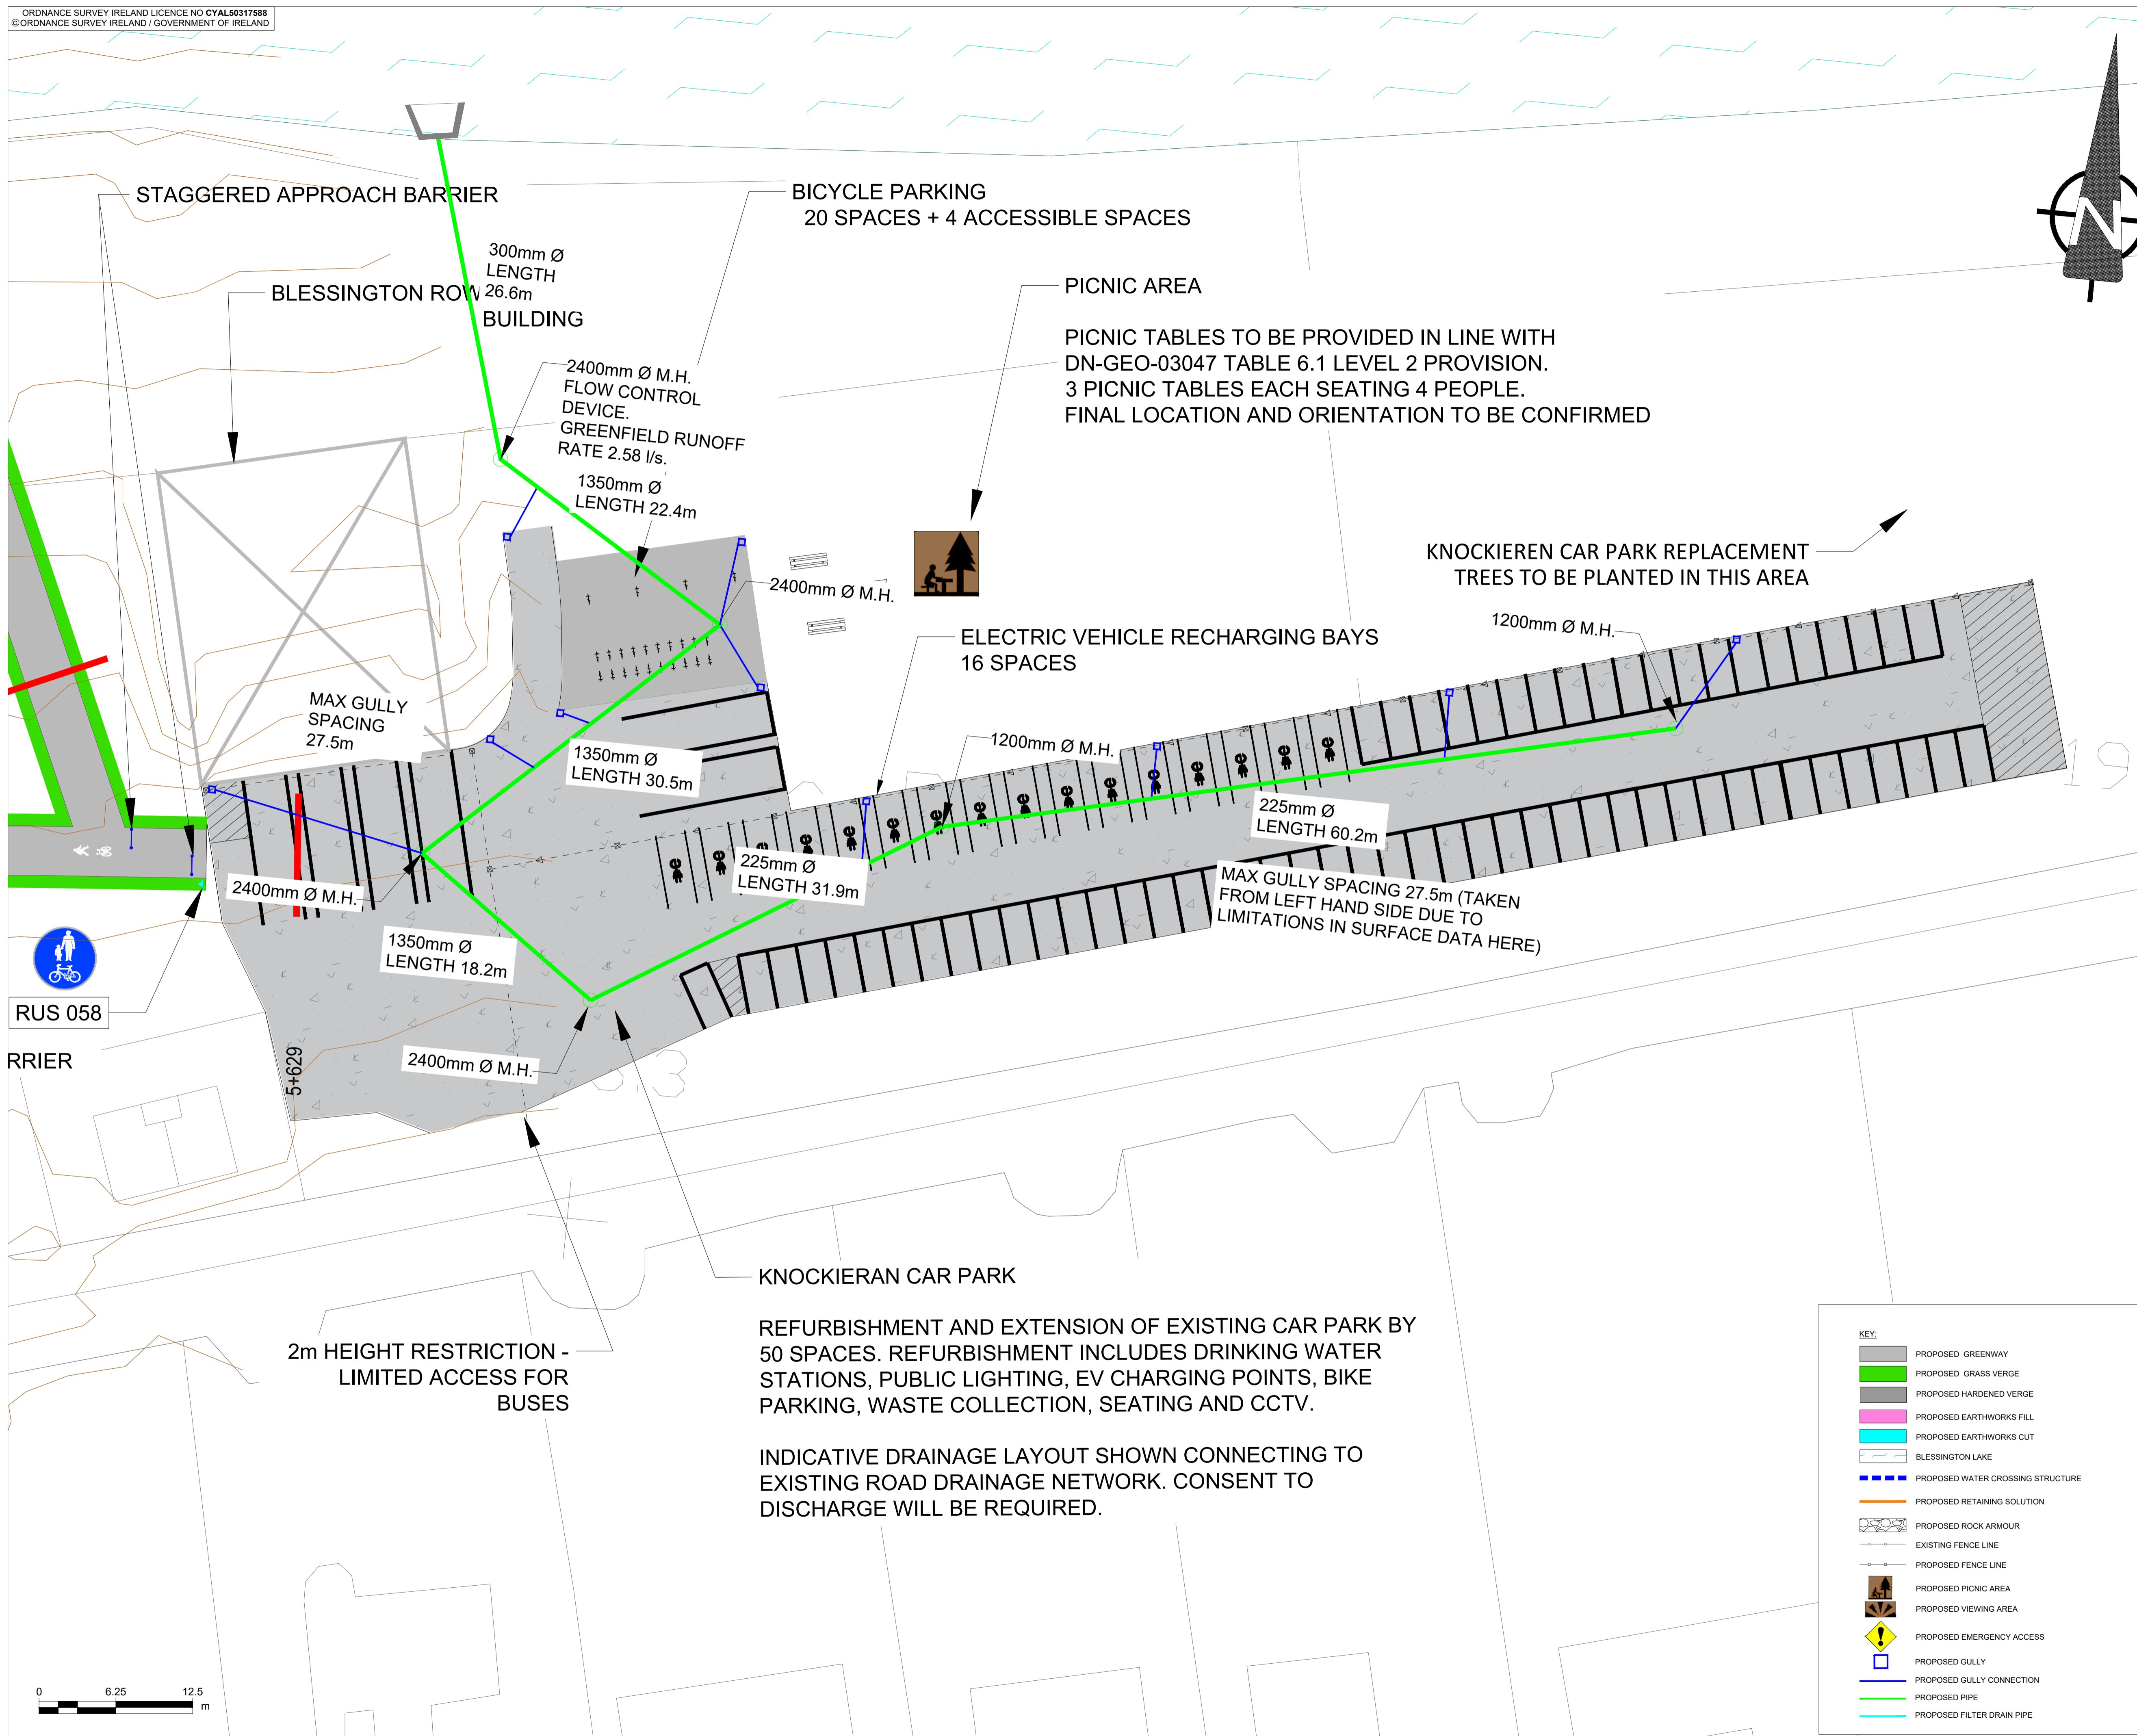 ORDNANCE SURVEY IRELAND LICENCE NO CYAL50317588
© ORDNANCE SURVEY IRELAND / GOVERNMENT OF IRELAND
STAGGERED APPROACH BARRIER
BICYCLE PARKING
20 SPACES + 4 ACCESSIBLE SPACES
300mm Ø
LENGTH
26.6m
BLESSINGTON ROW
BUILDING
PICNIC AREA
PICNIC TABLES TO BE PROVIDED IN LINE WITH
DN-GEO-03047 TABLE 6.1 LEVEL 2 PROVISION.
3 PICNIC TABLES EACH SEATING 4 PEOPLE.
FINAL LOCATION AND ORIENTATION TO BE CONFIRMED
N
2400mm Ø M.H.
FLOW CONTROL
DEVICE.
GREENFIELD RUNOFF
RATE 2.58 l/s.
1350mm Ø
LENGTH 22.4m
2400mm Ø M.H.
KNOCKIEREN CAR PARK REPLACEMENT
TREES TO BE PLANTED IN THIS AREA
1200mm Ø M.H.
ELECTRIC VEHICLE RECHARGING BAYS
16 SPACES
MAX GULLY
SPACING
27.5m
1350mm Ø
LENGTH 30.5m
1200mm Ø M.H.
225mm Ø
LENGTH 60.2m
225mm Ø
LENGTH 31.9m
MAX GULLY SPACING 27.5m (TAKEN
FROM LEFT HAND SIDE DUE TO
LIMITATIONS IN SURFACE DATA HERE)
2400mm Ø M.H.
1350mm Ø
LENGTH 18.2m
RUS 058
2400mm Ø M.H.
RRIER
5+629
KNOCKIERAN CAR PARK
REFURBISHMENT AND EXTENSION OF EXISTING CAR PARK BY
50 SPACES. REFURBISHMENT INCLUDES DRINKING WATER
STATIONS, PUBLIC LIGHTING, EV CHARGING POINTS, BIKE
PARKING, WASTE COLLECTION, SEATING AND CCTV.
INDICATIVE DRAINAGE LAYOUT SHOWN CONNECTING TO
EXISTING ROAD DRAINAGE NETWORK. CONSENT TO
DISCHARGE WILL BE REQUIRED.
2m HEIGHT RESTRICTION -
LIMITED ACCESS FOR
BUSES
KEY:
PROPOSED GREENWAY
PROPOSED GRASS VERGE
PROPOSED HARDENED VERGE
PROPOSED EARTHWORKS FILL
PROPOSED EARTHWORKS CUT
BLESSINGTON LAKE
PROPOSED WATER CROSSING STRUCTURE
PROPOSED RETAINING SOLUTION
PROPOSED ROCK ARMOUR
EXISTING FENCE LINE
PROPOSED FENCE LINE
PROPOSED PICNIC AREA
PROPOSED VIEWING AREA
PROPOSED EMERGENCY ACCESS
PROPOSED GULLY
PROPOSED GULLY CONNECTION
PROPOSED PIPE
PROPOSED FILTER DRAIN PIPE
0 6.25 12.5
m